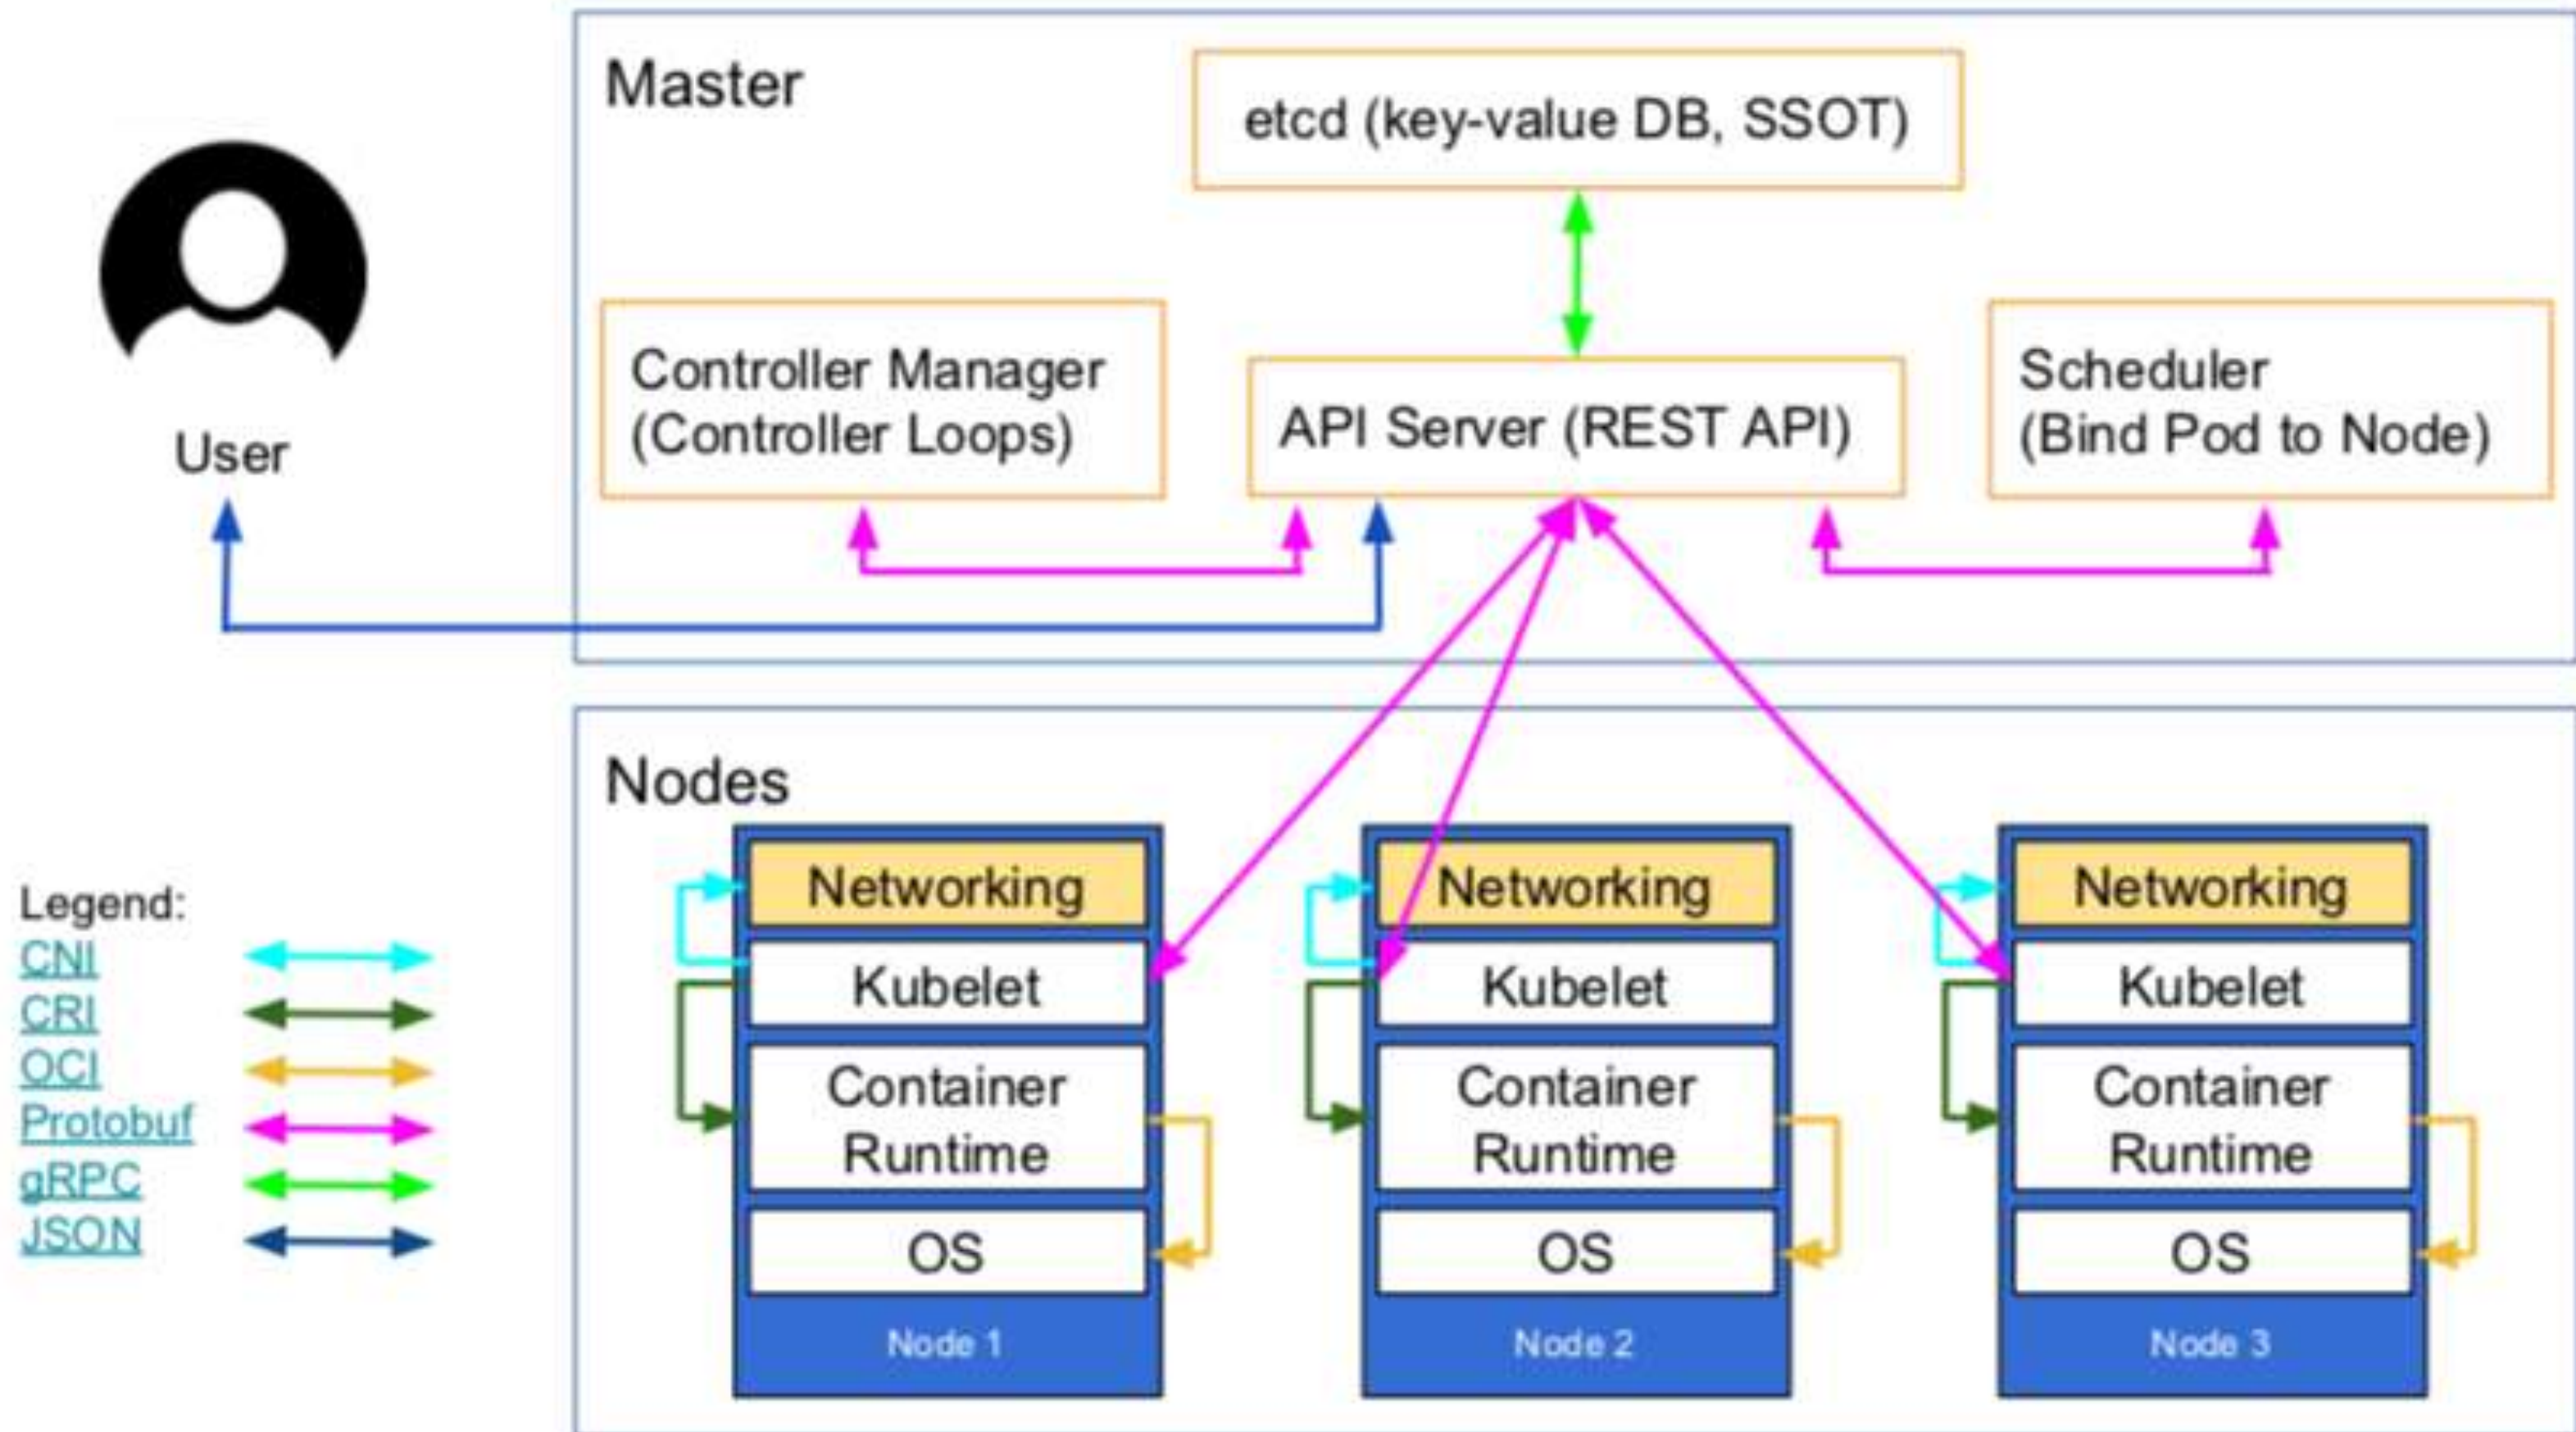 Master
etcd (key-value DB, SSOT)
Controller Manager
(Controller Loops)
API Server (REST API)
Scheduler
(Bind Pod to Node)
User
Nodes
Networking
Kubelet
Container
Runtime
OS
Node 1
Networking
Kubelet
Container
Runtime
OS
Node 2
Networking
Kubelet
Container
Runtime
OS
Node 3
Legend:
CNI
CRI
OCI
Protobuf
gRPC
JSON